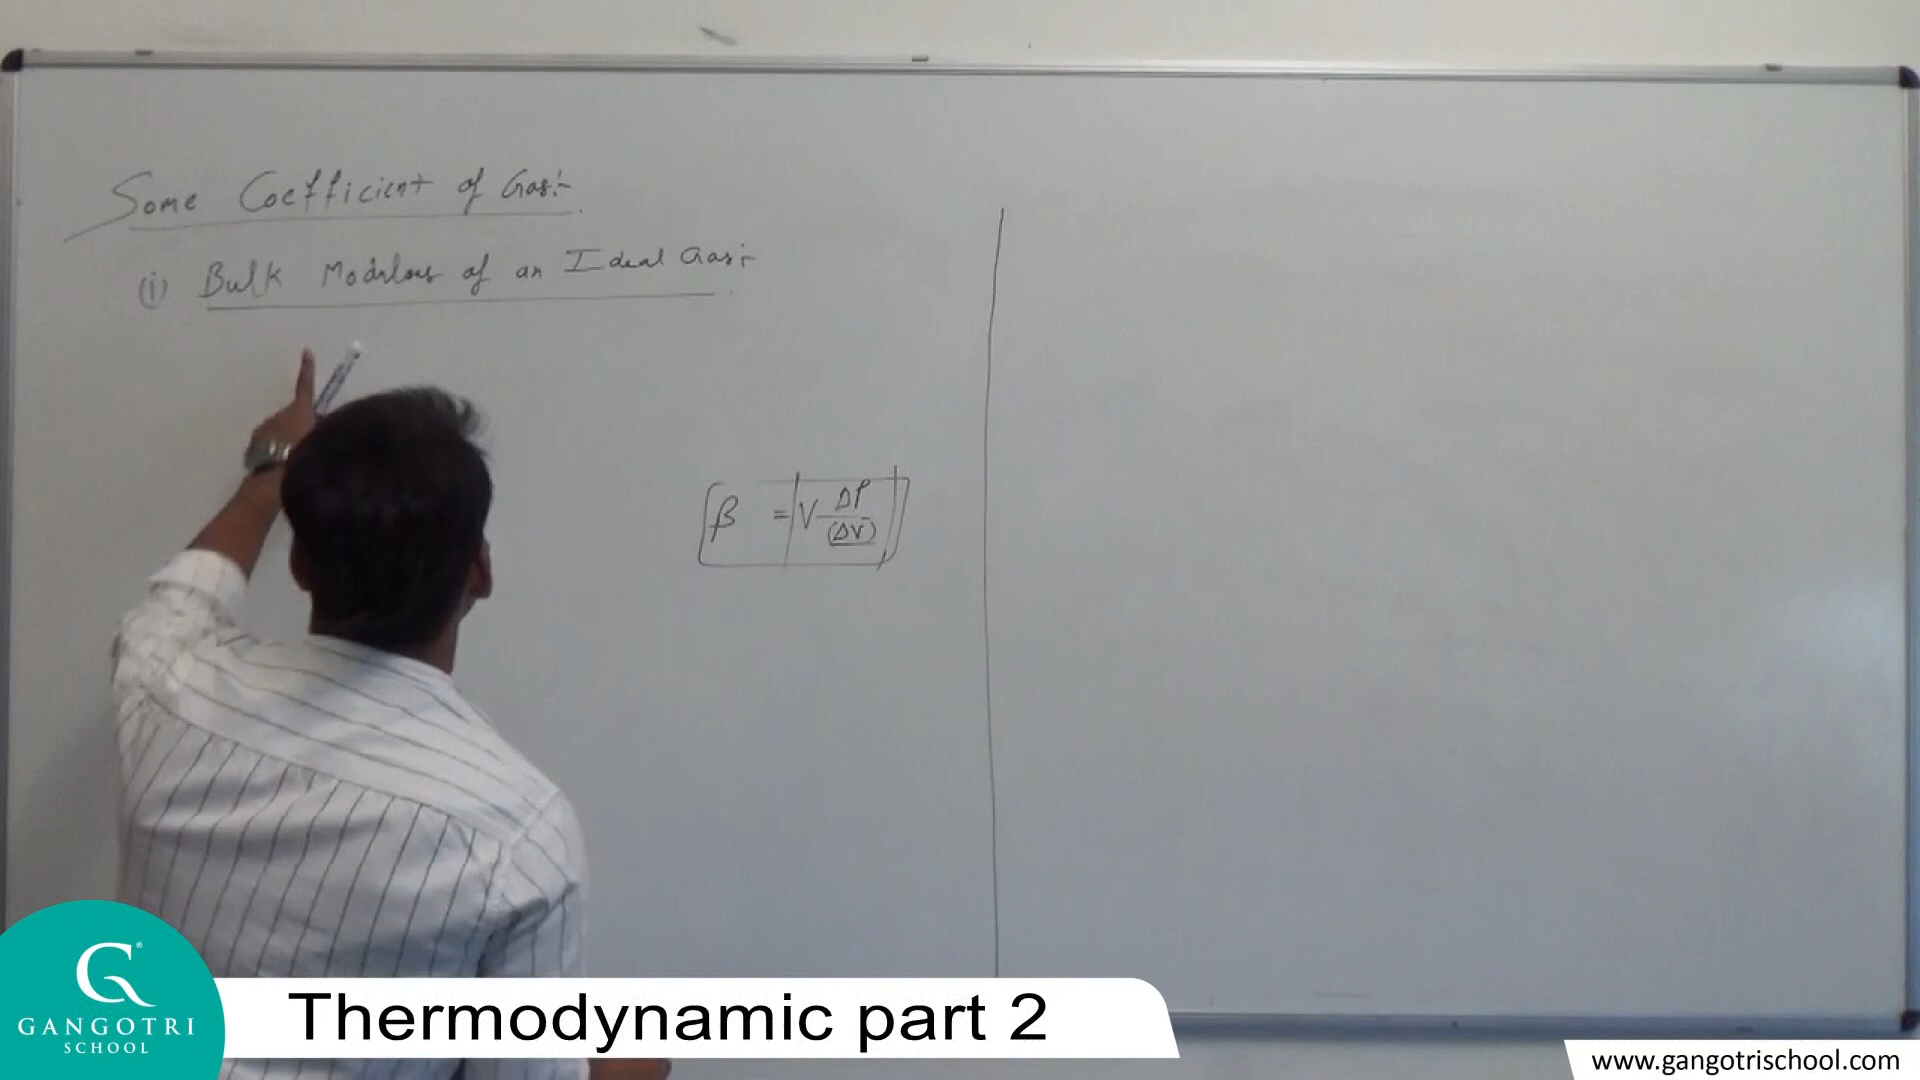 Some Coefficient of Gas:-
(i) Bulk Modulous of an Ideal Gas:-
β = |V ΔP/(ΔV)|
GANGOTRI
SCHOOL
Thermodynamic part 2
www.gangotrischool.com